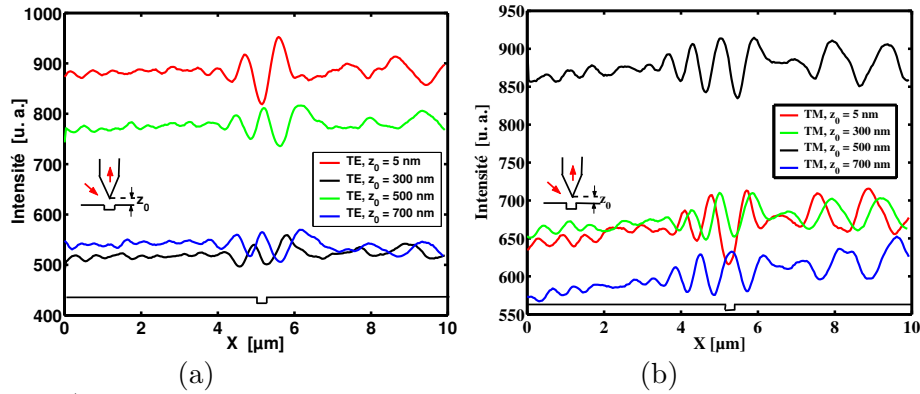 1000
900
800
700
600
500
400
Intensité [u. a.]
TE, z0 = 5 nm
TE, z0 = 300 nm
TE, z0 = 500 nm
TE, z0 = 700 nm
z0
0 2 4 6 8 10
X [µm]
(a)
950
900
850
800
750
700
650
600
550
Intensité [u. a.]
TM, z0 = 5 nm
TM, z0 = 300 nm
TM, z0 = 500 nm
TM, z0 = 700 nm
z0
0 2 4 6 8 10
X [µm]
(b)